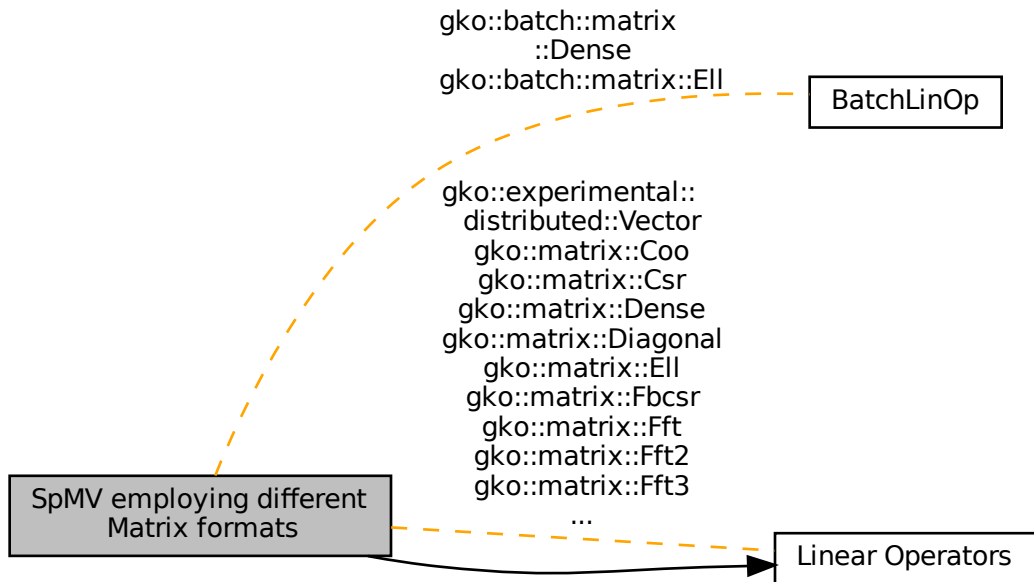 gko::batch::matrix
::Dense
gko::batch::matrix::Ell
BatchLinOp
gko::experimental::
distributed::Vector
gko::matrix::Coo
gko::matrix::Csr
gko::matrix::Dense
gko::matrix::Diagonal
gko::matrix::Ell
gko::matrix::Fbcsr
gko::matrix::Fft
gko::matrix::Fft2
gko::matrix::Fft3
...
SpMV employing different
Matrix formats
Linear Operators